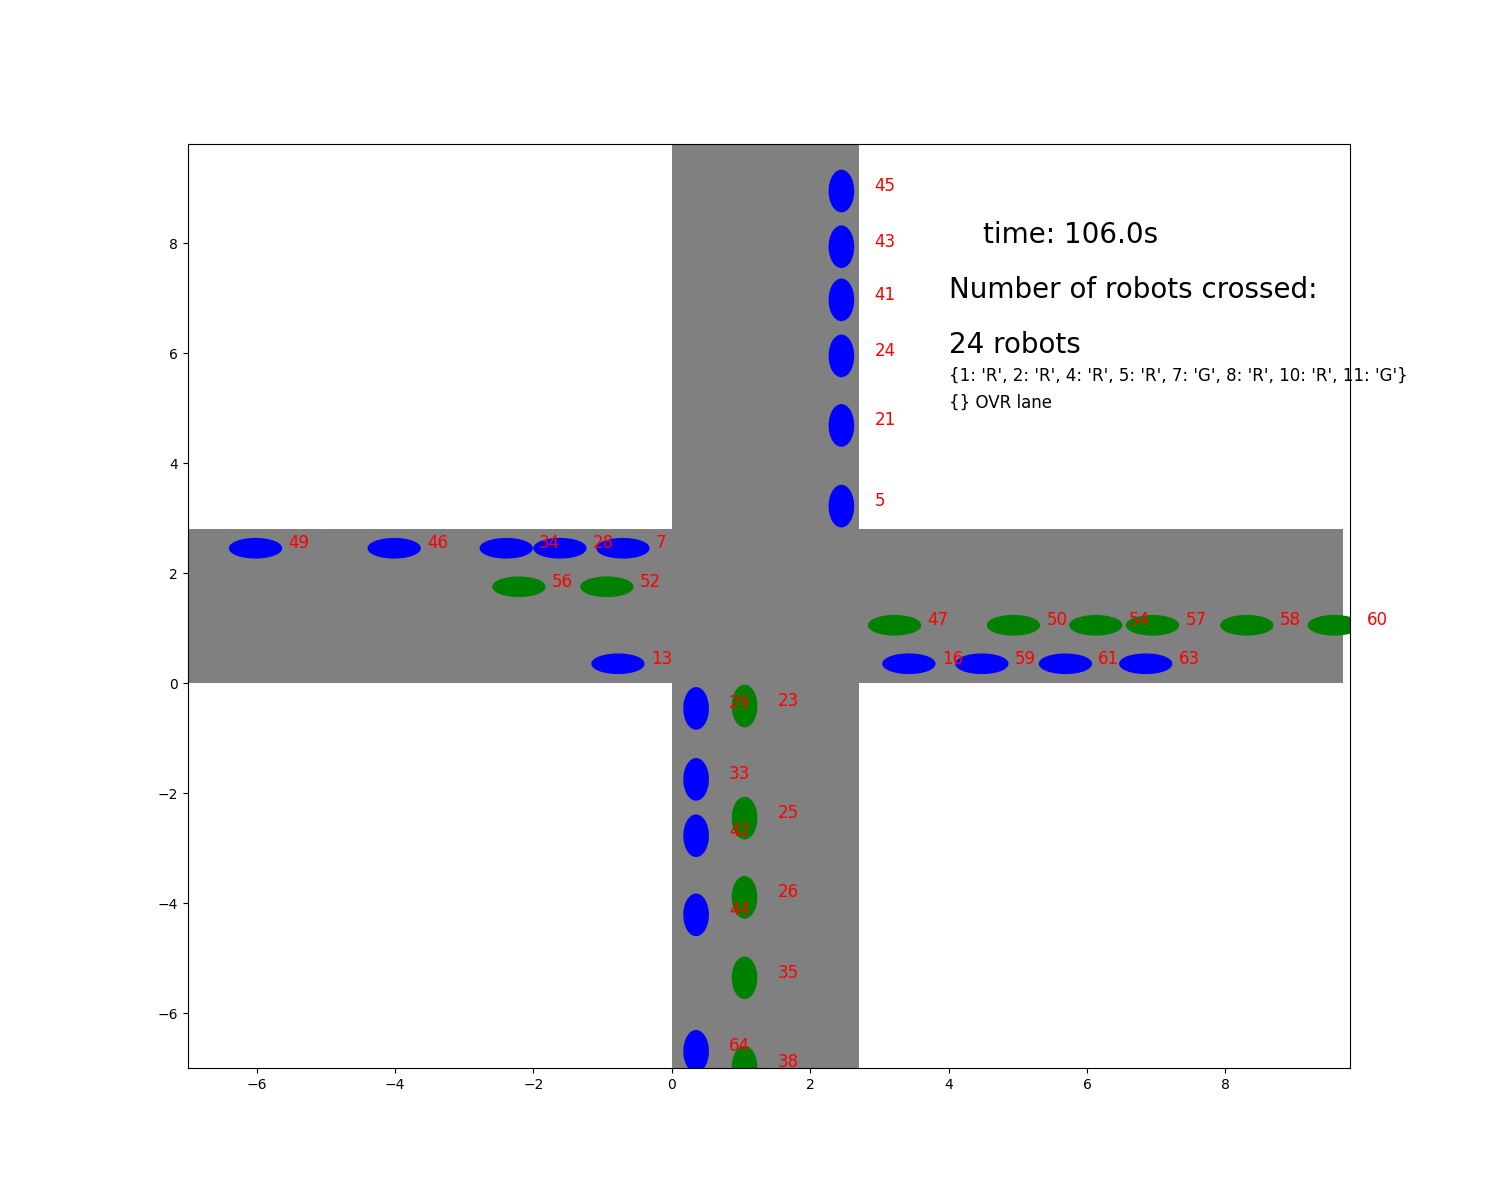 45
time: 106.0s
43
Number of robots crossed:
41
24 robots
24
{1: 'R', 2: 'R', 4: 'R', 5: 'R', 7: 'G', 8: 'R', 10: 'R', 11: 'G'}
{} OVR lane
21
5
49 46 34 28 7
56 52
47 50 54 57 58 60
13 16 59 61 63
29 23
33
25
42
26
44
35
64
38
8
6
4
2
0
−2
−4
−6
−6 −4 −2 0 2 4 6 8